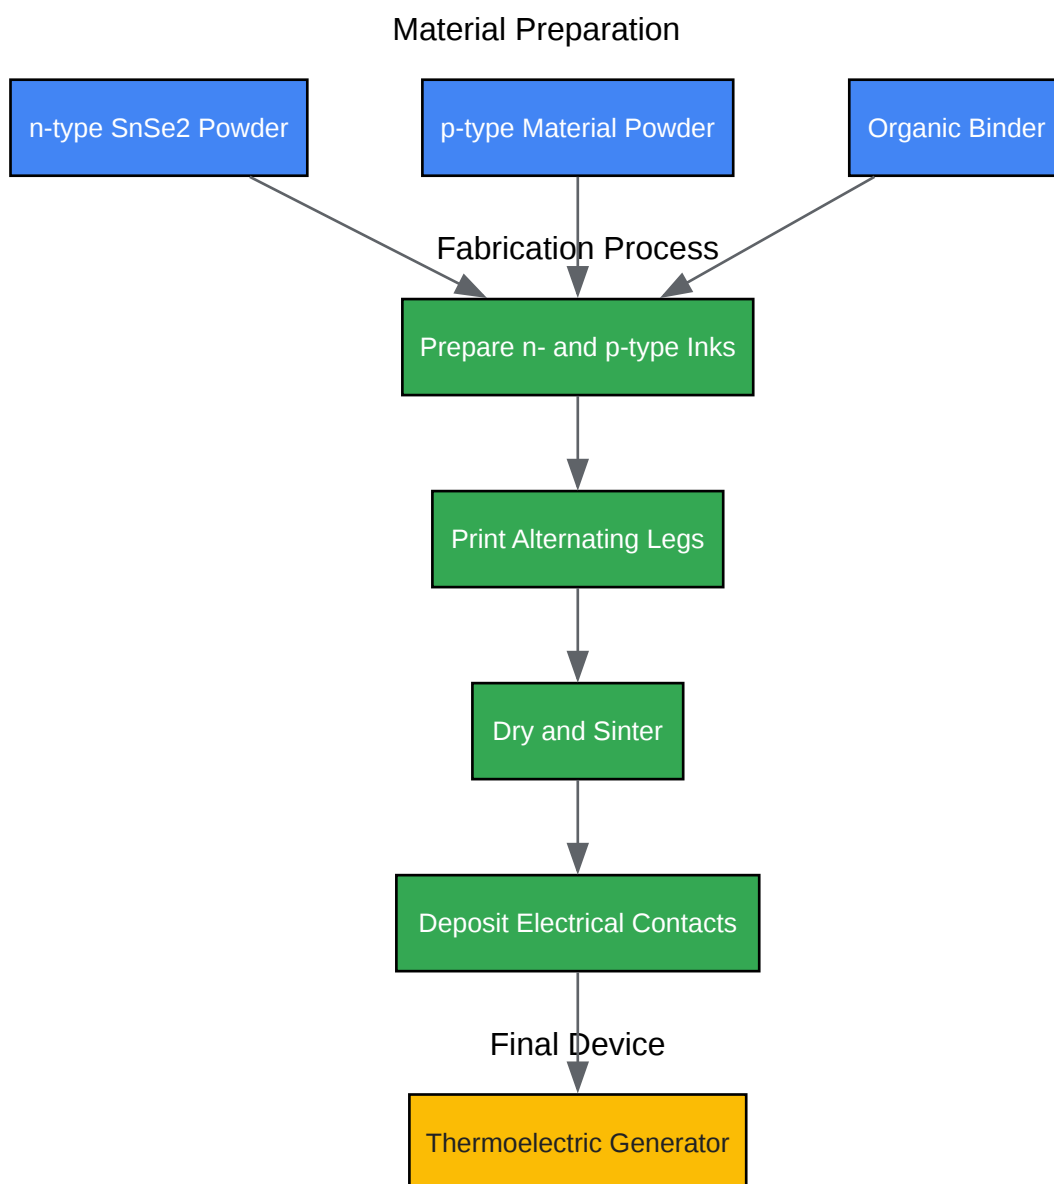 Material Preparation
n-type SnSe2 Powder
p-type Material Powder
Organic Binder
Fabrication Process
Prepare n- and p-type Inks
Print Alternating Legs
Dry and Sinter
Deposit Electrical Contacts
Final Device
Thermoelectric Generator